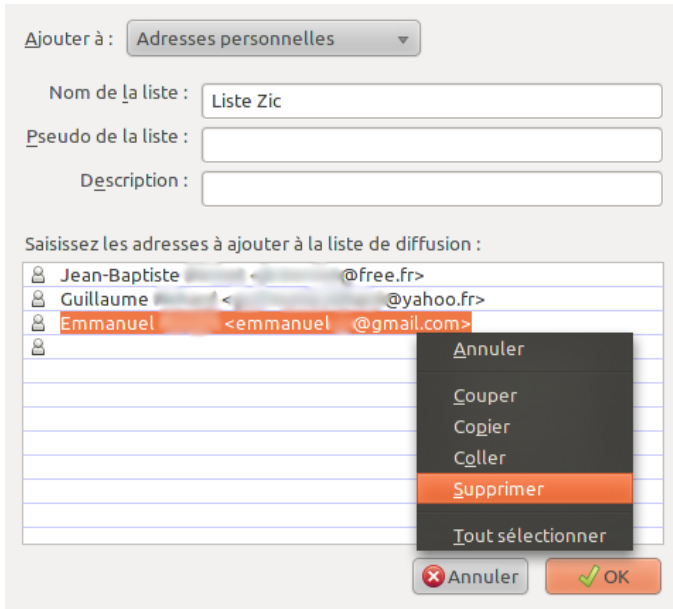 Ajouter à : Adresses personnelles
Nom de la liste : Liste Zic
Pseudo de la liste :
Description :
Saisissez les adresses à ajouter à la liste de diffusion :
Jean-Baptiste @free.fr>
Guillaume < @yahoo.fr>
Emmanuel <emmanuel @gmail.com>
Annuler
Couper
Copier
Coller
Supprimer
Tout sélectionner
Annuler OK